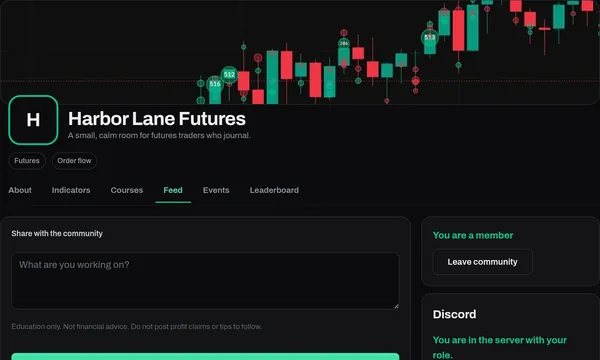 394
513
512
515
H
Harbor Lane Futures
A small, calm room for futures traders who journal.
Futures
Order flow
About
Indicators
Courses
Feed
Events
Leaderboard
Share with the community
What are you working on?
Education only. Not financial advice. Do not post profit claims or tips to follow.
You are a member
Leave community
Discord
You are in the server with your
role.